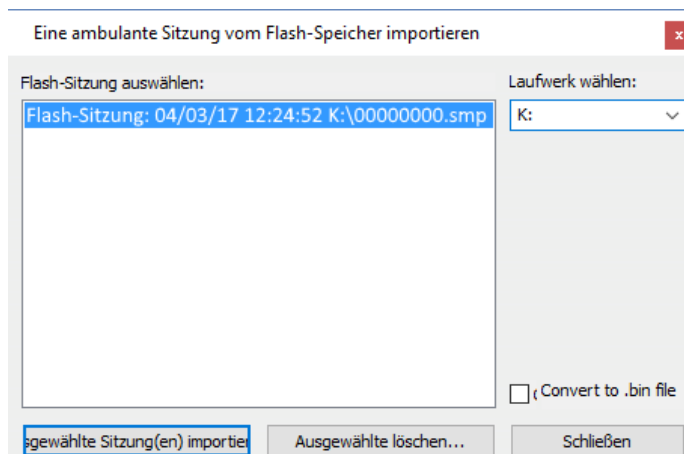 Eine ambulante Sitzung vom Flash-Speicher importieren
x
Flash-Sitzung auswählen:
Laufwerk wählen:
Flash-Sitzung: 04/03/17 12:24:52 K:\00000000.smp
K:
Convert to .bin file
sgewählte Sitzung(en) importier
Ausgewählte löschen...
Schließen